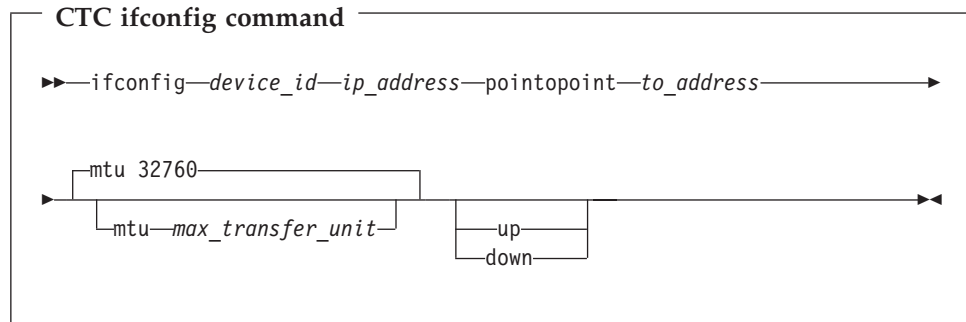 CTC ifconfig command
ifconfig device_id ip_address pointopoint to_address
mtu 32760
mtu max_transfer_unit
up
down